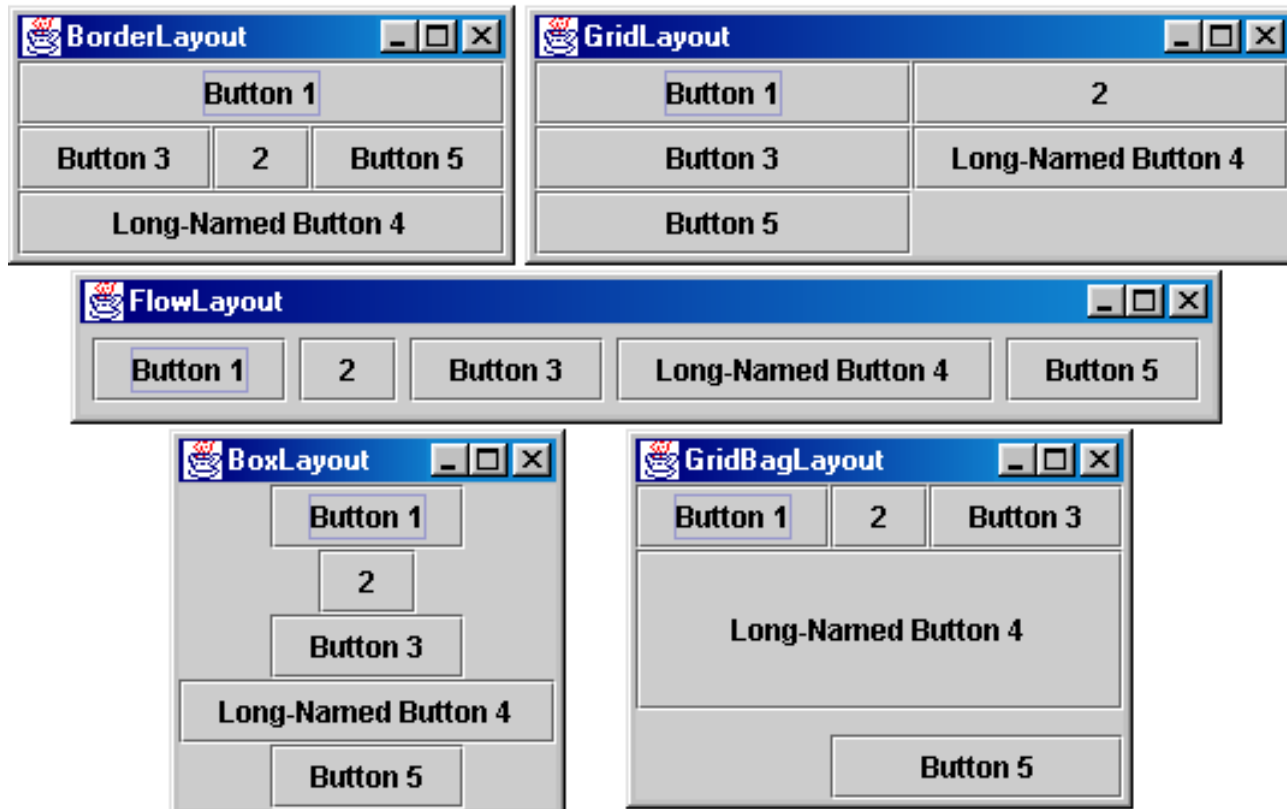 BorderLayout
Button 1
Button 3 2 Button 5
Long-Named Button 4
GridLayout
Button 1 2
Button 3 Long-Named Button 4
Button 5
FlowLayout
Button 1 2 Button 3 Long-Named Button 4 Button 5
BoxLayout
Button 1
2
Button 3
Long-Named Button 4
Button 5
GridBagLayout
Button 1 2 Button 3
Long-Named Button 4
Button 5